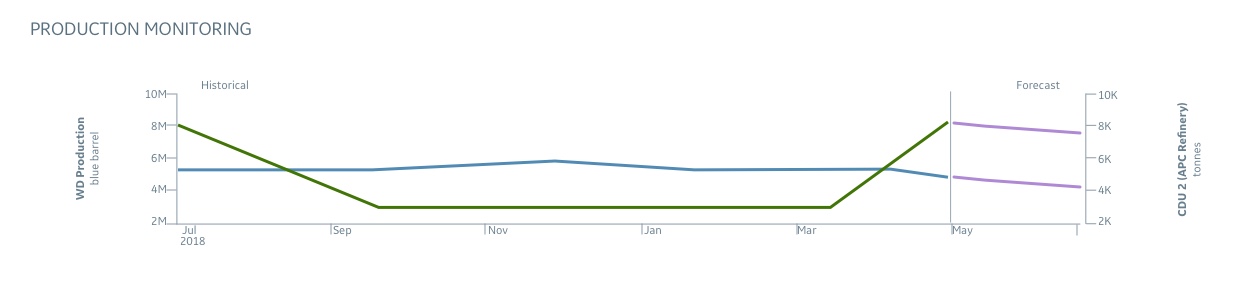 PRODUCTION MONITORING
Historical
Forecast
WD Production
blue barrel
10M
8M
6M
4M
2M
10K
8K
6K
4K
2K
CDU 2 (APC Refinery)
tonnes
Jul
2018
Sep
Nov
Jan
Mar
May